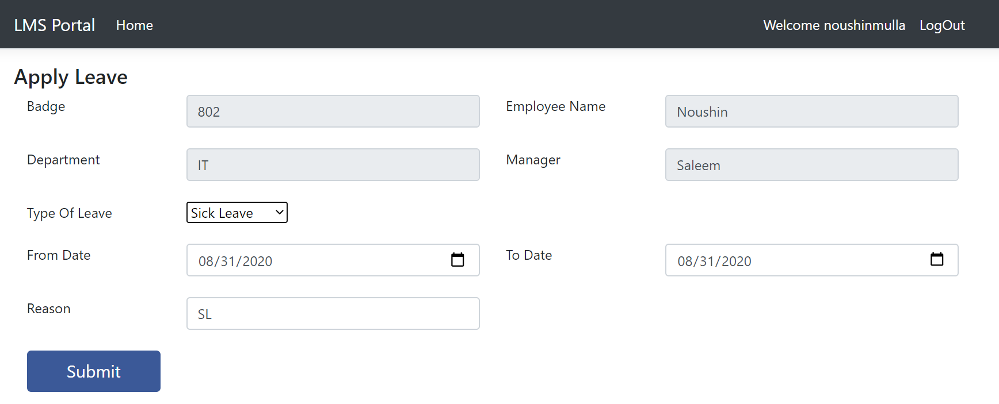 LMS Portal Home Welcome noushinmulla LogOut
Apply Leave
Badge 802 Employee Name Noushin
Department IT Manager Saleem
Type Of Leave Sick Leave
From Date 08/31/2020 To Date 08/31/2020
Reason SL
Submit